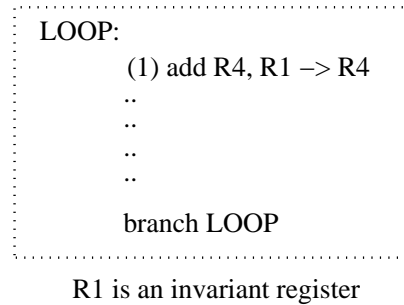 LOOP:
(1) add R4, R1 −> R4
..
..
..
..
branch LOOP
R1 is an invariant register